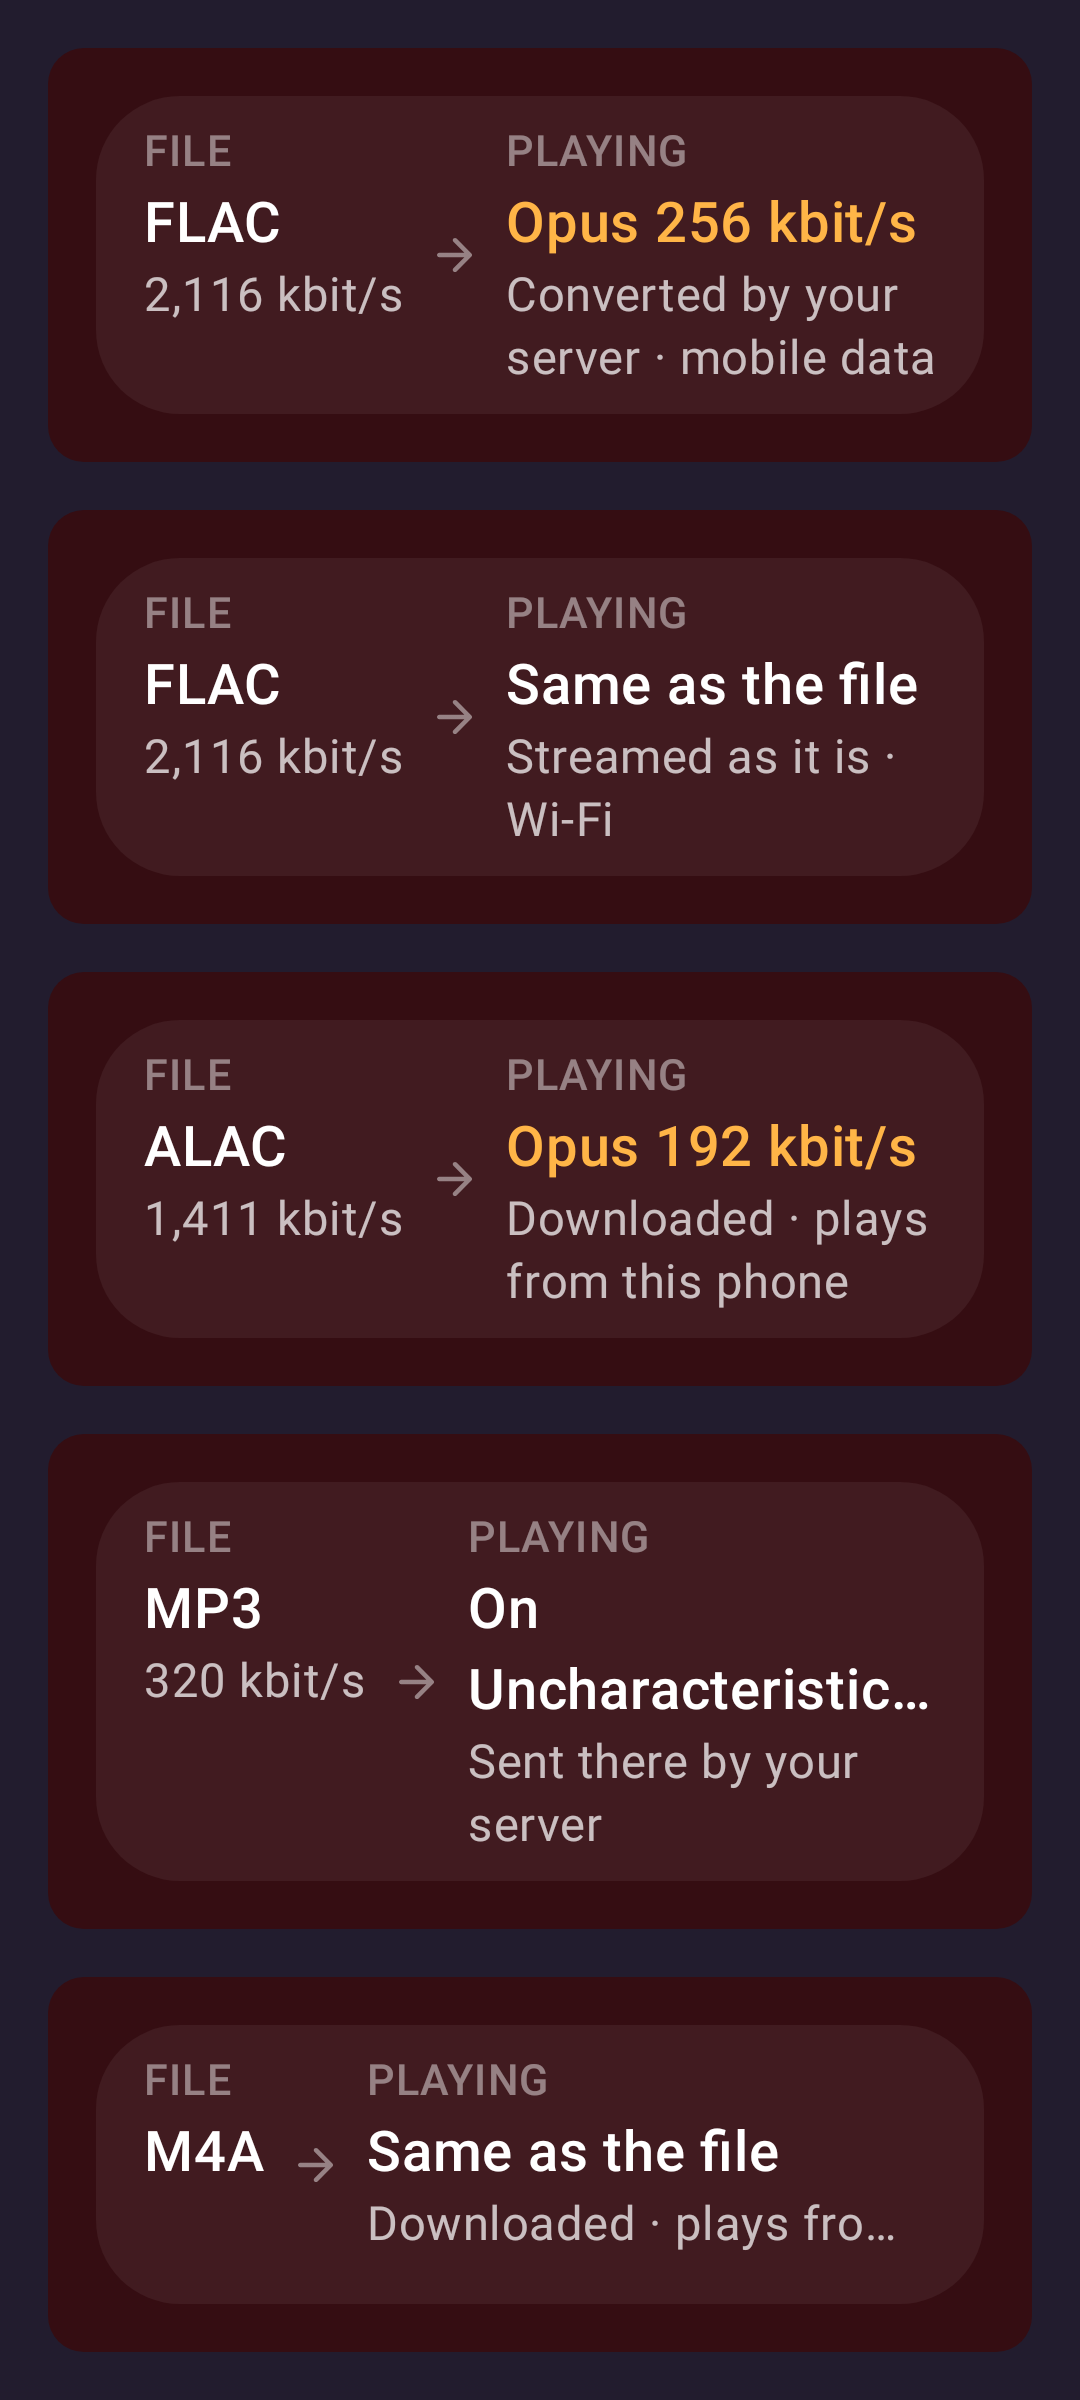 FILE
FLAC
2,116 kbit/s
→
PLAYING
Opus 256 kbit/s
Converted by your
server · mobile data
FILE
FLAC
2,116 kbit/s
→
PLAYING
Same as the file
Streamed as it is ·
Wi-Fi
FILE
ALAC
1,411 kbit/s
→
PLAYING
Opus 192 kbit/s
Downloaded · plays
from this phone
FILE
MP3
320 kbit/s
→
PLAYING
On
Uncharacteristic…
Sent there by your
server
FILE
M4A
→
PLAYING
Same as the file
Downloaded · plays fro…